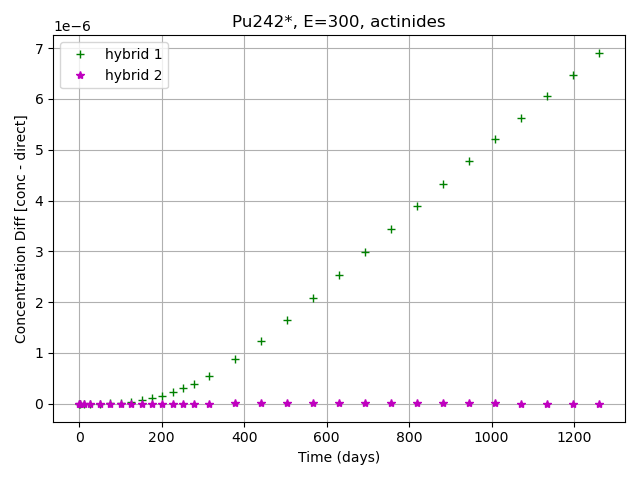 Pu242*, E=300, actinides
1e−6
hybrid 1
hybrid 2
7
6
5
4
3
2
1
0
Concentration Diff [conc - direct]
0 200 400 600 800 1000 1200
Time (days)